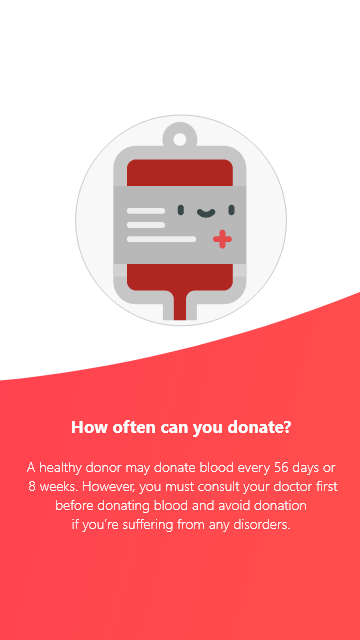 How often can you donate?
A healthy donor may donate blood every 56 days or
8 weeks. However, you must consult your doctor first
before donating blood and avoid donation
if you're suffering from any disorders.